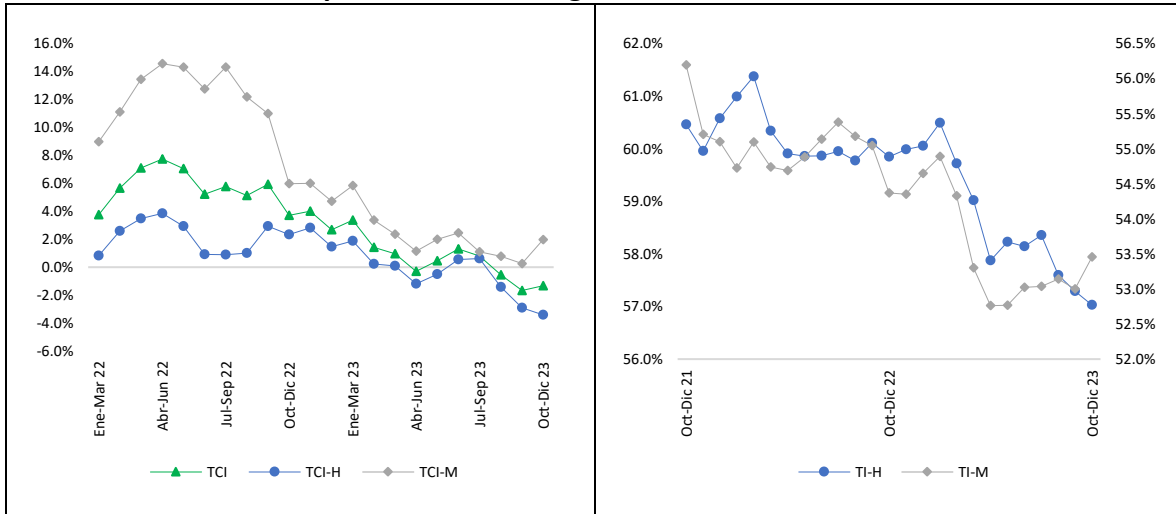 16.0%
14.0%
12.0%
10.0%
8.0%
6.0%
4.0%
2.0%
0.0%
-2.0%
-4.0%
-6.0%
Ene-Mar 22
Abr-Jun 22
Jul-Sep 22
Oct-Dic 22
Ene-Mar 23
Abr-Jun 23
Jul-Sep 23
Oct-Dic 23
TCI TCI-H TCI-M
62.0%
61.0%
60.0%
59.0%
58.0%
57.0%
56.0%
56.5%
56.0%
55.5%
55.0%
54.5%
54.0%
53.5%
53.0%
52.5%
52.0%
Oct-Dic 21
Oct-Dic 22
Oct-Dic 23
TI-H TI-M